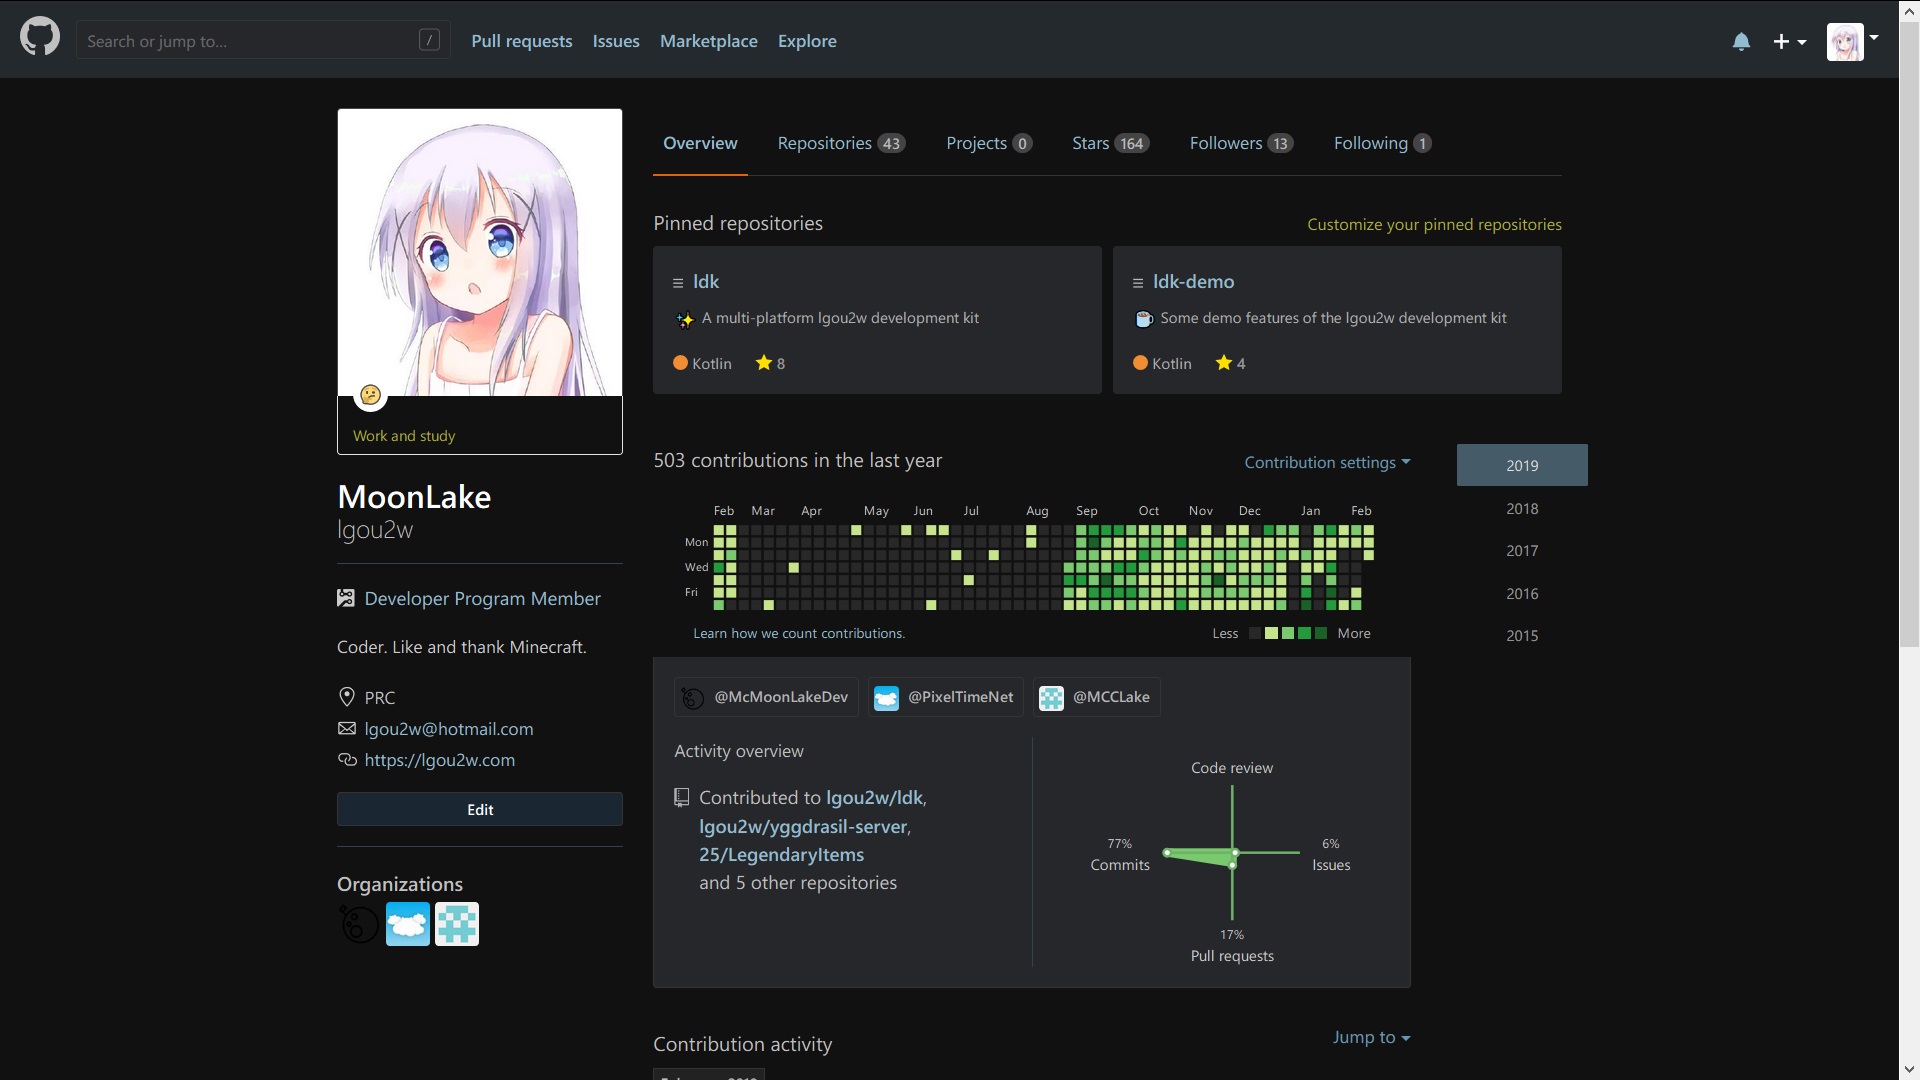 Search or jump to... /
Pull requests Issues Marketplace Explore
Overview Repositories 43 Projects 0 Stars 164 Followers 13 Following 1
Work and study
MoonLake
lgou2w
Developer Program Member
Coder. Like and thank Minecraft.
PRC
lgou2w@hotmail.com
https://lgou2w.com
Edit
Organizations
Pinned repositories
Customize your pinned repositories
ldk
A multi-platform lgou2w development kit
Kotlin 8
ldk-demo
Some demo features of the lgou2w development kit
Kotlin 4
503 contributions in the last year
Contribution settings
Feb Mar Apr May Jun Jul Aug Sep Oct Nov Dec Jan Feb
Mon
Wed
Fri
Learn how we count contributions.
Less More
2019
2018
2017
2016
2015
@McMoonLakeDev @PixelTimeNet @MCCLake
Activity overview
Contributed to lgou2w/ldk,
lgou2w/yggdrasil-server,
25/LegendaryItems
and 5 other repositories
Code review
77%
Commits
6%
Issues
17%
Pull requests
Contribution activity
Jump to